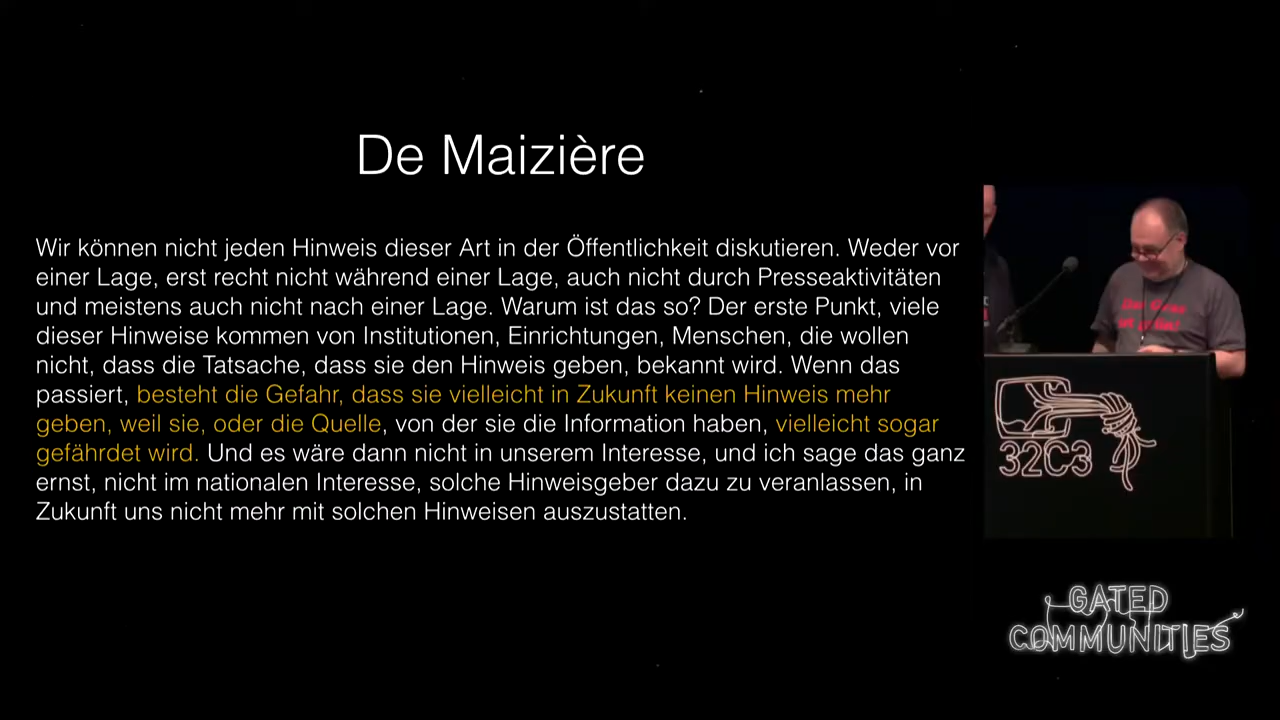 De Maizière
Wir können nicht jeden Hinweis dieser Art in der Öffentlichkeit diskutieren. Weder vor
einer Lage, erst recht nicht während einer Lage, auch nicht durch Presseaktivitäten
und meistens auch nicht nach einer Lage. Warum ist das so? Der erste Punkt, viele
dieser Hinweise kommen von Institutionen, Einrichtungen, Menschen, die wollen
nicht, dass die Tatsache, dass sie den Hinweis geben, bekannt wird. Wenn das
passiert, besteht die Gefahr, dass sie vielleicht in Zukunft keinen Hinweis mehr
geben, weil sie, oder die Quelle, von der sie die Information haben, vielleicht sogar
gefährdet wird. Und es wäre dann nicht in unserem Interesse, und ich sage das ganz
ernst, nicht im nationalen Interesse, solche Hinweisgeber dazu zu veranlassen, in
Zukunft uns nicht mehr mit solchen Hinweisen auszustatten.
32C3
GATED
COMMUNITIES